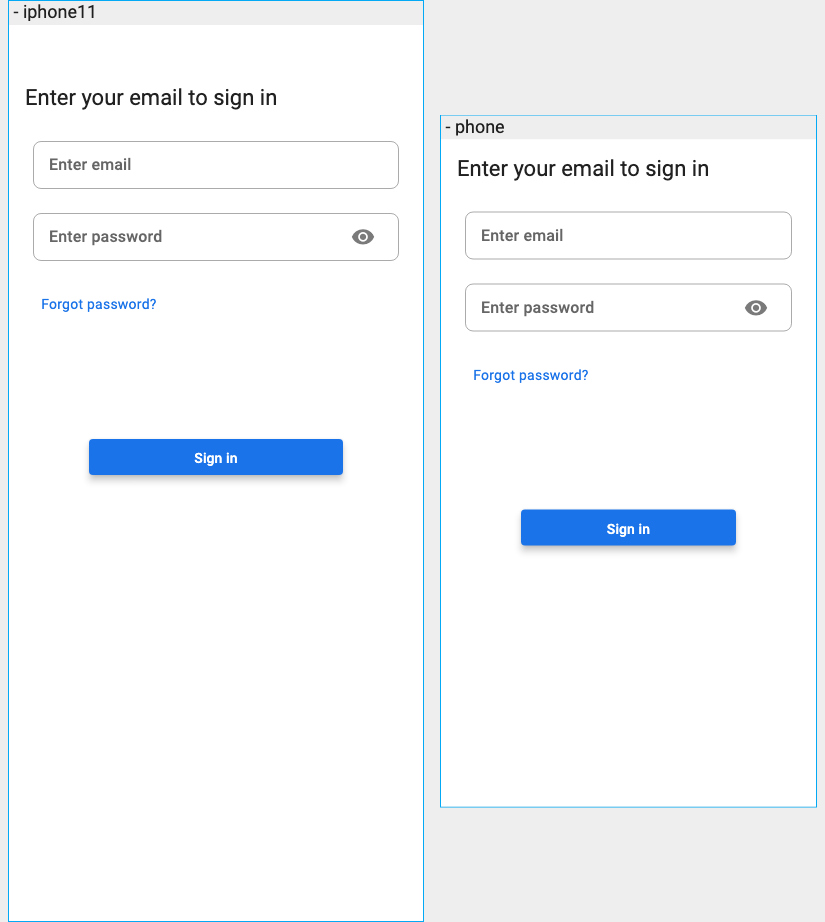 - iphone11
Enter your email to sign in
Enter email
Enter password
Forgot password?
Sign in
- phone
Enter your email to sign in
Enter email
Enter password
Forgot password?
Sign in